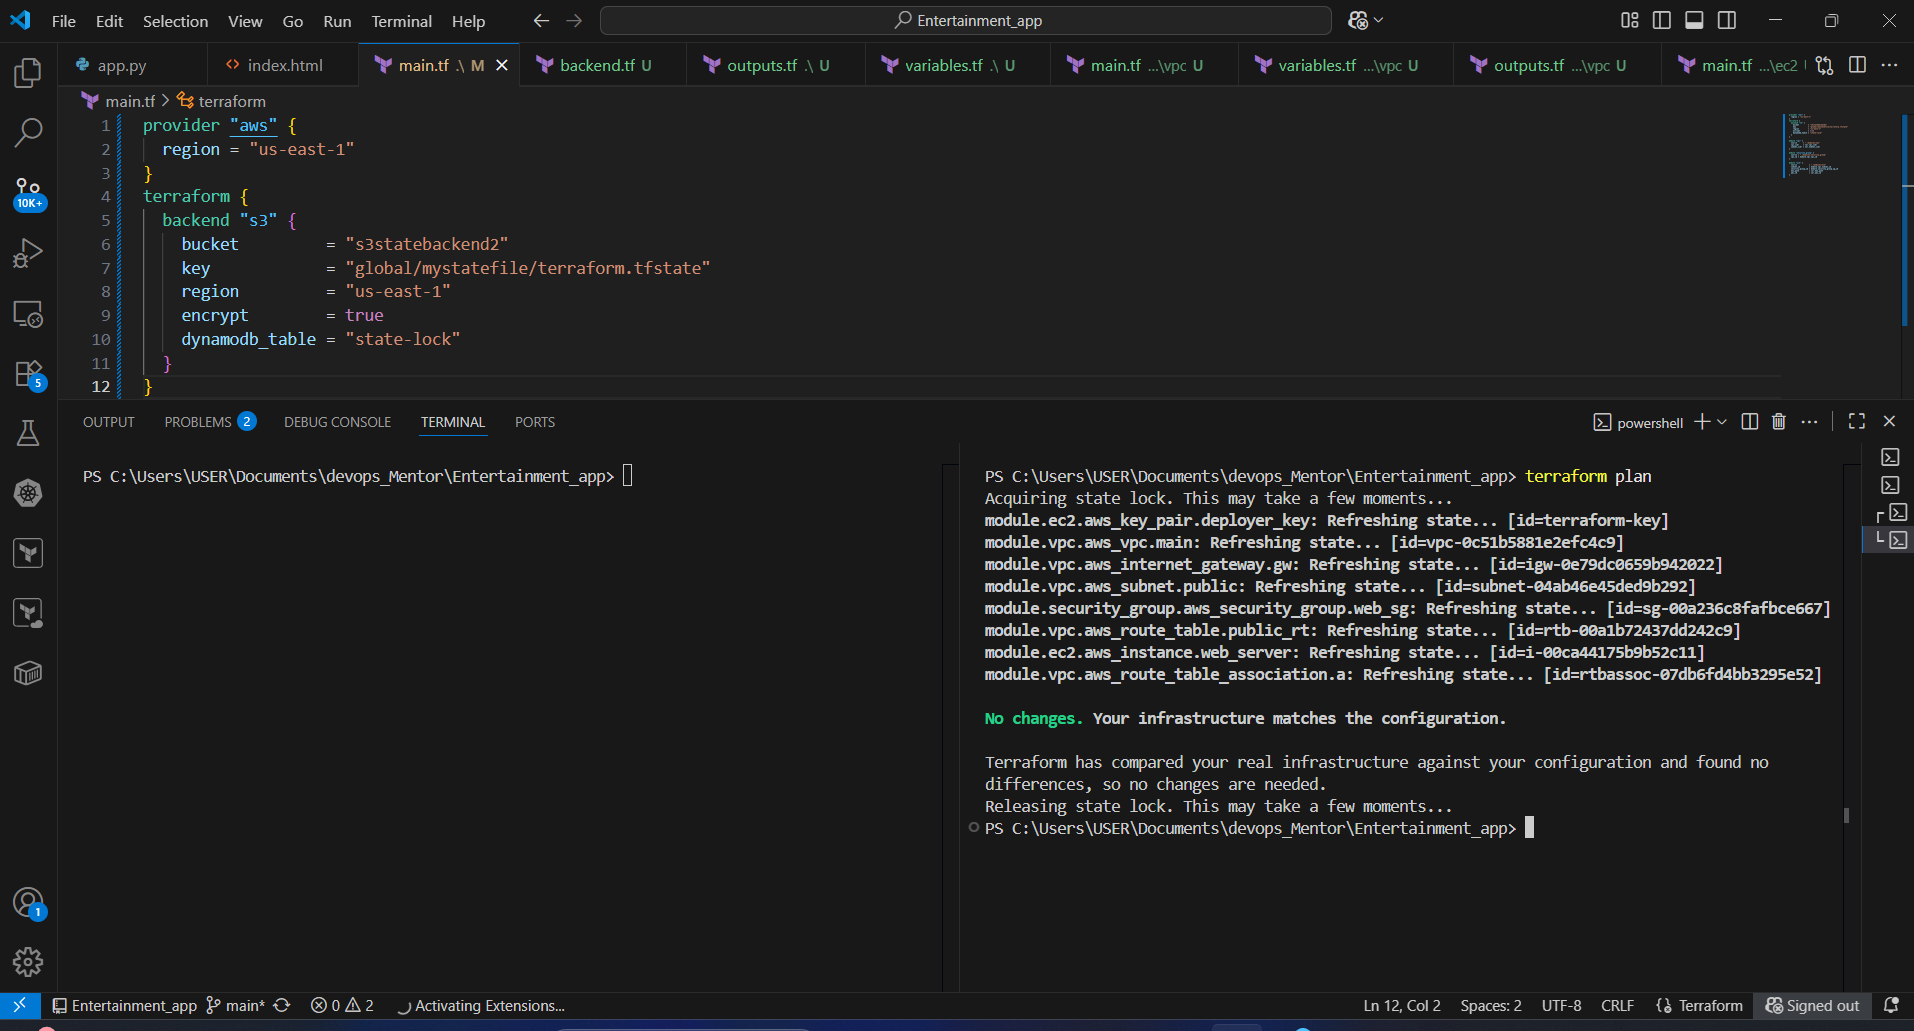 File Edit Selection View Go Run Terminal Help
Entertainment_app
app.py
index.html
main.tf .\ M
backend.tf U
outputs.tf .\ U
variables.tf .\ U
main.tf ...\vpc U
variables.tf ...\vpc U
outputs.tf ...\vpc U
main.tf ...\ec2
main.tf > terraform
1 provider "aws" {
2 region = "us-east-1"
3 }
4 terraform {
5 backend "s3" {
6 bucket = "s3statebackend2"
7 key = "global/mystatefile/terraform.tfstate"
8 region = "us-east-1"
9 encrypt = true
10 dynamodb_table = "state-lock"
11 }
12 }
10K+
5
OUTPUT PROBLEMS 2 DEBUG CONSOLE TERMINAL PORTS
powershell
PS C:\Users\USER\Documents\devops_Mentor\Entertainment_app>
PS C:\Users\USER\Documents\devops_Mentor\Entertainment_app> terraform plan
Acquiring state lock. This may take a few moments...
module.ec2.aws_key_pair.deployer_key: Refreshing state... [id=terraform-key]
module.vpc.aws_vpc.main: Refreshing state... [id=vpc-0c51b5881e2efc4c9]
module.vpc.aws_internet_gateway.gw: Refreshing state... [id=igw-0e79dc0659b942022]
module.vpc.aws_subnet.public: Refreshing state... [id=subnet-04ab46e45ded9b292]
module.security_group.aws_security_group.web_sg: Refreshing state... [id=sg-00a236c8fafbce667]
module.vpc.aws_route_table.public_rt: Refreshing state... [id=rtb-00a1b72437dd242c9]
module.ec2.aws_instance.web_server: Refreshing state... [id=i-00ca44175b9b52c11]
module.vpc.aws_route_table_association.a: Refreshing state... [id=rtbassoc-07db6fd4bb3295e52]
No changes. Your infrastructure matches the configuration.
Terraform has compared your real infrastructure against your configuration and found no
differences, so no changes are needed.
Releasing state lock. This may take a few moments...
PS C:\Users\USER\Documents\devops_Mentor\Entertainment_app>
1
Entertainment_app main* 0 2 Activating Extensions...
Ln 12, Col 2 Spaces: 2 UTF-8 CRLF {} Terraform Signed out